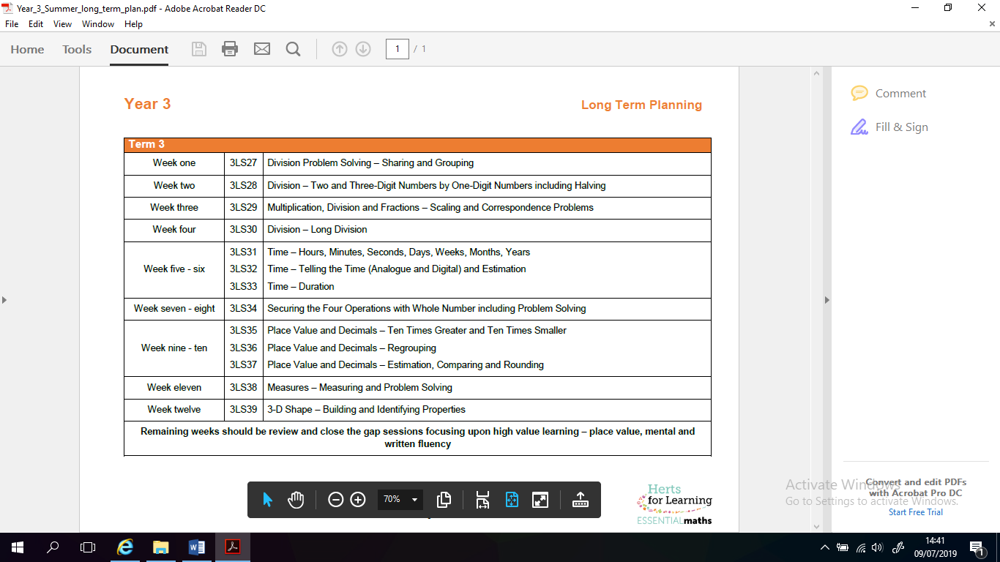 Year_3_Summer_long_term_plan.pdf - Adobe Acrobat Reader DC
File Edit View Window Help
Home Tools Document 1 / 1
Year 3 Long Term Planning
Term 3
Week one 3LS27 Division Problem Solving – Sharing and Grouping
Week two 3LS28 Division – Two and Three-Digit Numbers by One-Digit Numbers including Halving
Week three 3LS29 Multiplication, Division and Fractions – Scaling and Correspondence Problems
Week four 3LS30 Division – Long Division
3LS31 Time – Hours, Minutes, Seconds, Days, Weeks, Months, Years
Week five - six 3LS32 Time – Telling the Time (Analogue and Digital) and Estimation
3LS33 Time – Duration
Week seven - eight 3LS34 Securing the Four Operations with Whole Number including Problem Solving
3LS35 Place Value and Decimals – Ten Times Greater and Ten Times Smaller
Week nine - ten 3LS36 Place Value and Decimals – Regrouping
3LS37 Place Value and Decimals – Estimation, Comparing and Rounding
Week eleven 3LS38 Measures – Measuring and Problem Solving
Week twelve 3LS39 3-D Shape – Building and Identifying Properties
Remaining weeks should be review and close the gap sessions focusing upon high value learning – place value, mental and
written fluency
70%
Herts
for Learning
ESSENTIALmaths
Comment
Fill & Sign
Activate Windows
Go to Settings to activate Windows.
Convert and edit PDFs
with Acrobat Pro DC
Start Free Trial
14:41
09/07/2019
1